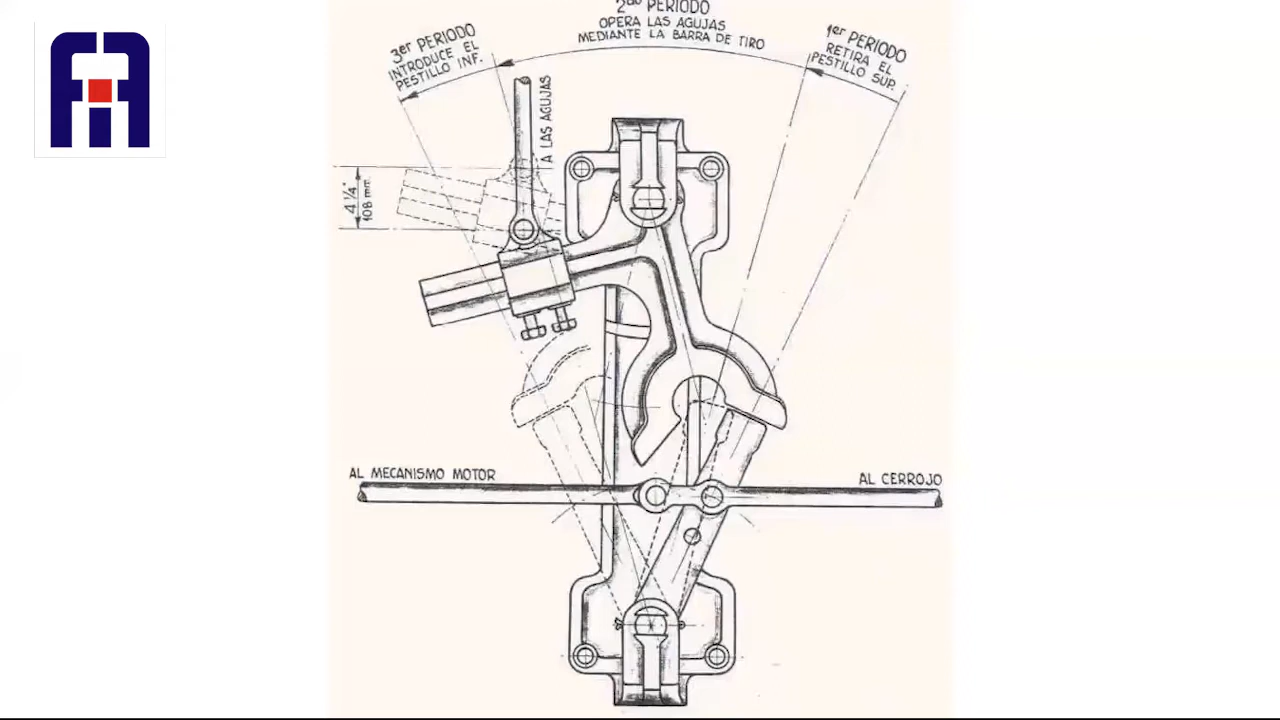 2do PERIODO
OPERA LAS AGUJAS
MEDIANTE LA BARRA DE TIRO
3er PERIODO
INTRODUCE EL
PESTILLO INF.
1er PERIODO
RETIRA EL
PESTILLO SUP.
A LAS AGUJAS
4 1/4"
108 mm.
AL MECANISMO MOTOR
AL CERROJO